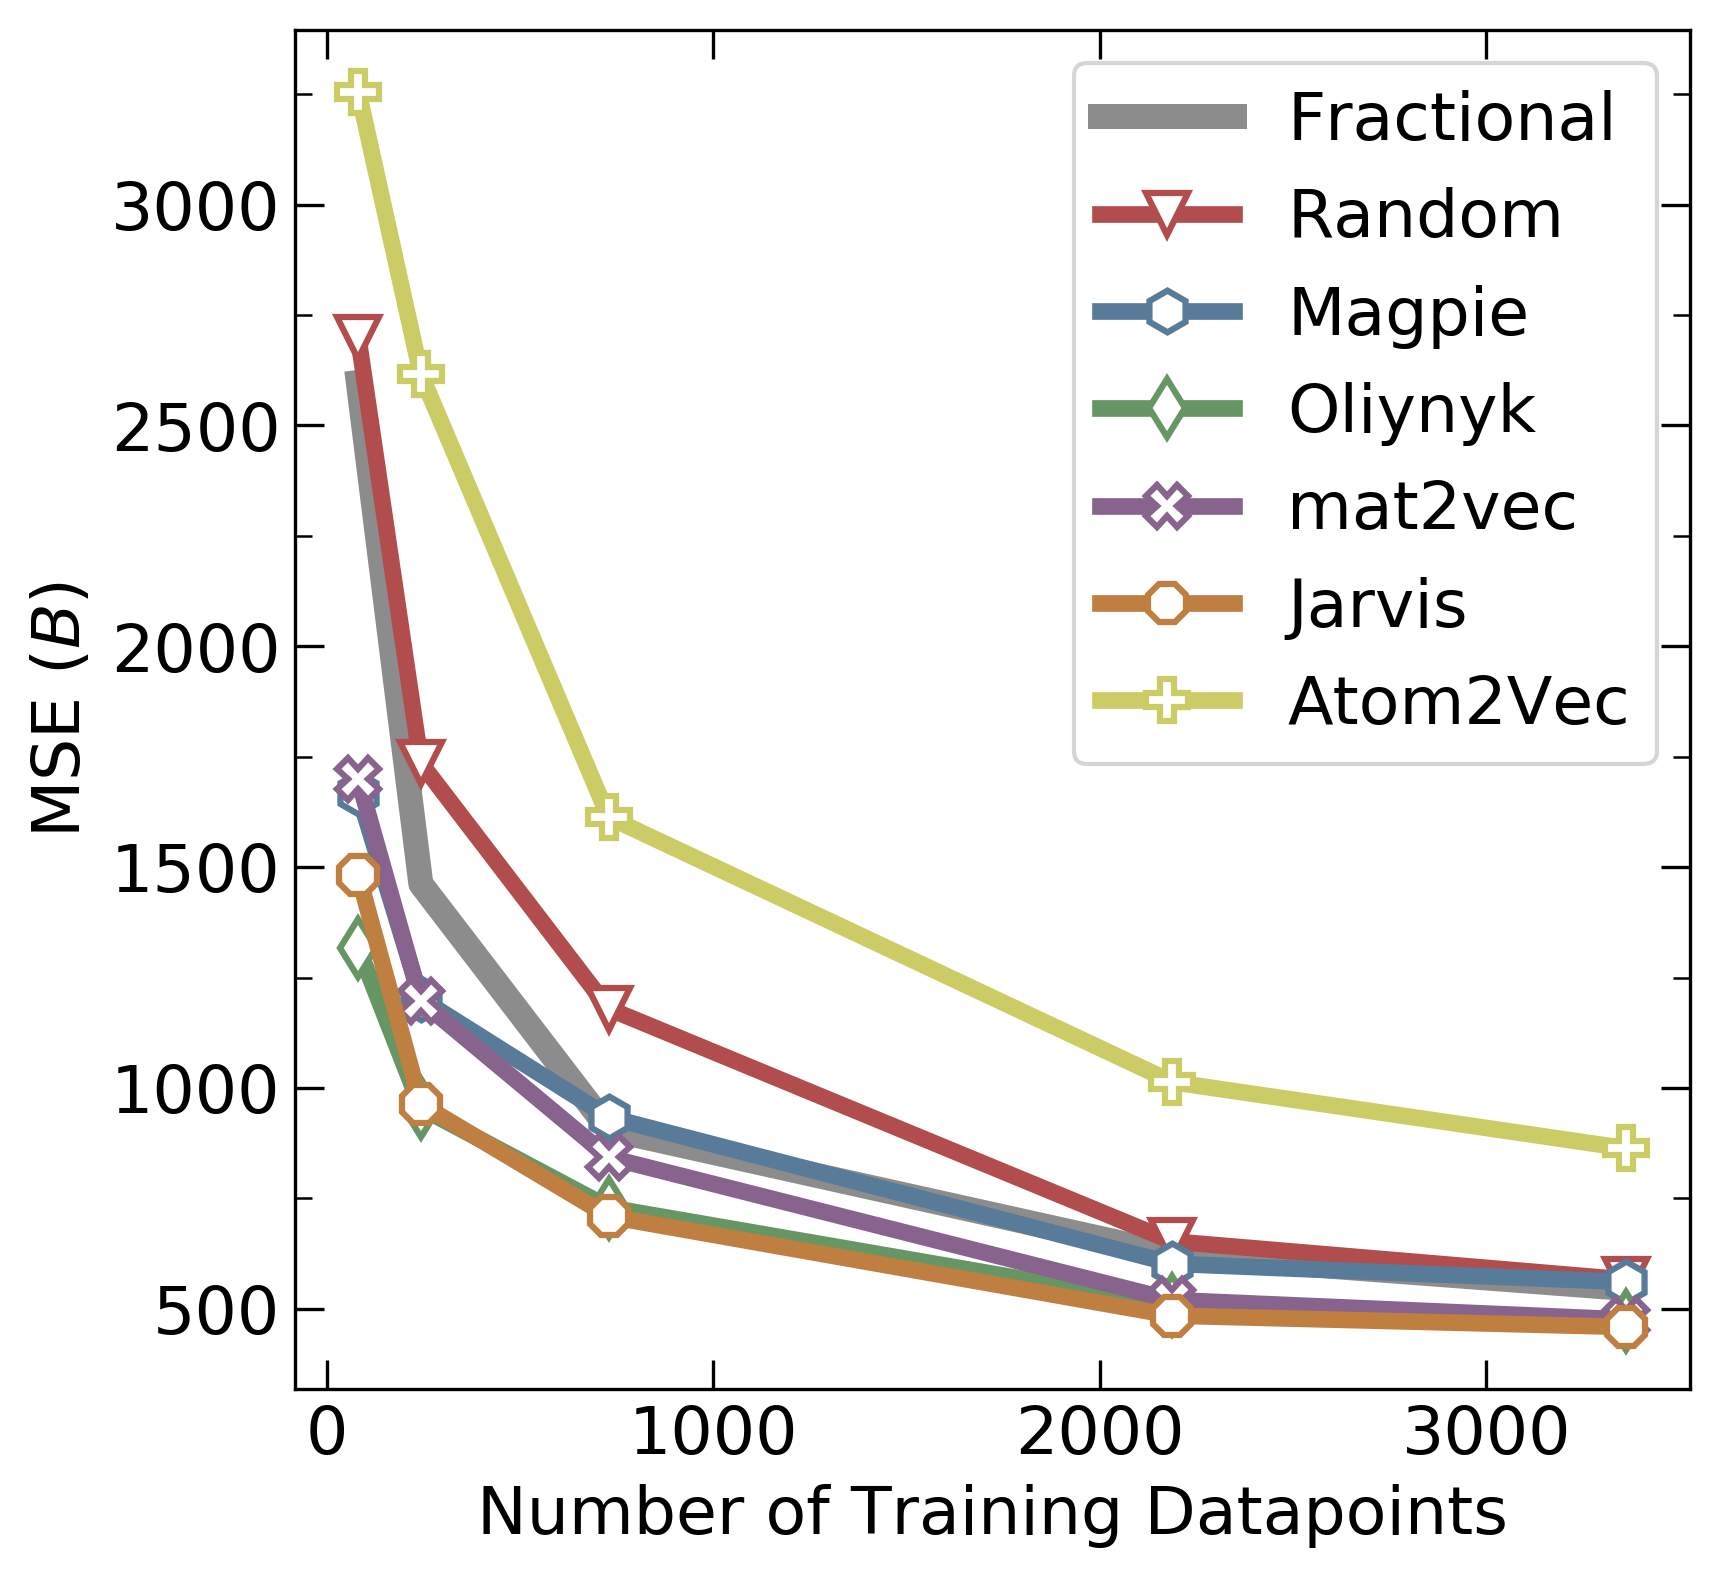 Fractional
Random
Magpie
Oliynyk
mat2vec
Jarvis
Atom2Vec
3000
2500
2000
1500
1000
500
MSE (B)
0 1000 2000 3000
Number of Training Datapoints